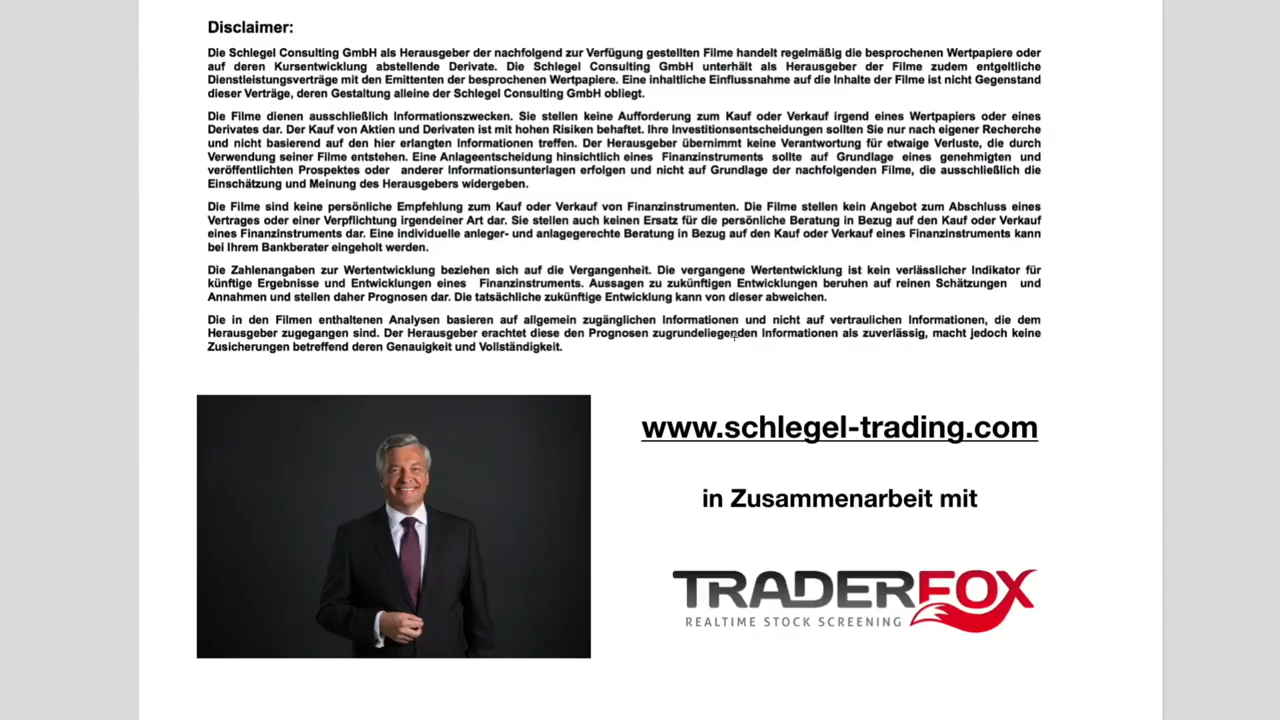 Disclaimer:
Die Schlegel Consulting GmbH als Herausgeber der nachfolgend zur Verfügung gestellten Filme handelt regelmäßig die besprochenen Wertpapiere oder
auf deren Kursentwicklung abstellende Derivate. Die Schlegel Consulting GmbH unterhält als Herausgeber der Filme zudem entgeltliche
Dienstleistungsverträge mit den Emittenten der besprochenen Wertpapiere. Eine inhaltliche Einflussnahme auf die Inhalte der Filme ist nicht Gegenstand
dieser Verträge, deren Gestaltung alleine der Schlegel Consulting GmbH obliegt.
Die Filme dienen ausschließlich Informationszwecken. Sie stellen keine Aufforderung zum Kauf oder Verkauf irgend eines Wertpapiers oder eines
Derivates dar. Der Kauf von Aktien und Derivaten ist mit hohen Risiken behaftet. Ihre Investitionsentscheidungen sollten Sie nur nach eigener Recherche
und nicht basierend auf den hier erlangten Informationen treffen. Der Herausgeber übernimmt keine Verantwortung für etwaige Verluste, die durch
Verwendung seiner Filme entstehen. Eine Anlageentscheidung hinsichtlich eines Finanzinstruments sollte auf Grundlage eines genehmigten und
veröffentlichten Prospektes oder anderer Informationsunterlagen erfolgen und nicht auf Grundlage der nachfolgenden Filme, die ausschließlich die
Einschätzung und Meinung des Herausgebers widergeben.
Die Filme sind keine persönliche Empfehlung zum Kauf oder Verkauf von Finanzinstrumenten. Die Filme stellen kein Angebot zum Abschluss eines
Vertrages oder einer Verpflichtung irgendeiner Art dar. Sie stellen auch keinen Ersatz für die persönliche Beratung in Bezug auf den Kauf oder Verkauf
eines Finanzinstruments dar. Eine individuelle anleger- und anlagegerechte Beratung in Bezug auf den Kauf oder Verkauf eines Finanzinstruments kann
bei Ihrem Bankberater eingeholt werden.
Die Zahlenangaben zur Wertentwicklung beziehen sich auf die Vergangenheit. Die vergangene Wertentwicklung ist kein verlässlicher Indikator für
künftige Ergebnisse und Entwicklungen eines Finanzinstruments. Aussagen zu zukünftigen Entwicklungen beruhen auf reinen Schätzungen und
Annahmen und stellen daher Prognosen dar. Die tatsächliche zukünftige Entwicklung kann von dieser abweichen.
Die in den Filmen enthaltenen Analysen basieren auf allgemein zugänglichen Informationen und nicht auf vertraulichen Informationen, die dem
Herausgeber zugegangen sind. Der Herausgeber erachtet diese den Prognosen zugrundeliegenden Informationen als zuverlässig, macht jedoch keine
Zusicherungen betreffend deren Genauigkeit und Vollständigkeit.
www.schlegel-trading.com
in Zusammenarbeit mit
TRADERFOX
REALTIME STOCK SCREENING